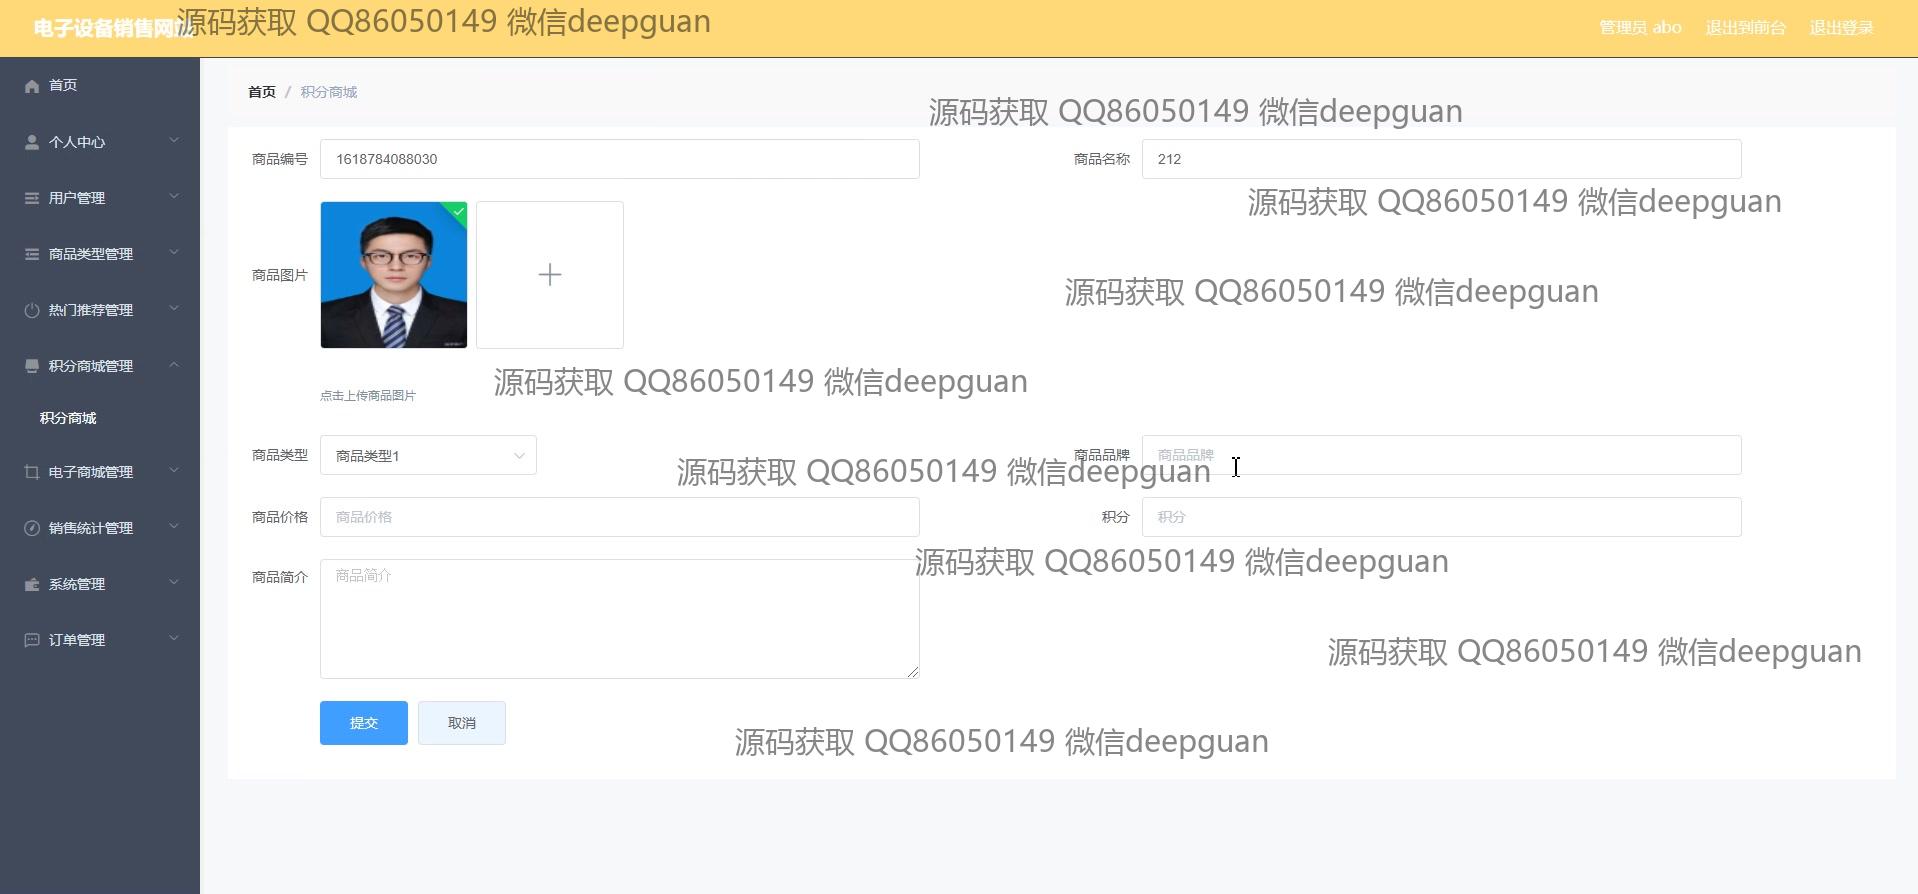 电子设备销售网站
源码获取 QQ86050149 微信deepguan
管理员 abo 退出到前台 退出登录
首页
首页 / 积分商城
源码获取 QQ86050149 微信deepguan
个人中心
商品编号 1618784088030 商品名称 212
用户管理
源码获取 QQ86050149 微信deepguan
商品类型管理
商品图片
源码获取 QQ86050149 微信deepguan
热门推荐管理
积分商城管理
源码获取 QQ86050149 微信deepguan
点击上传商品图片
积分商城
商品类型 商品类型1 商品品牌 商品品牌
电子商城管理
源码获取 QQ86050149 微信deepguan
商品价格 商品价格 积分 积分
销售统计管理
源码获取 QQ86050149 微信deepguan
商品简介 商品简介
系统管理
订单管理
源码获取 QQ86050149 微信deepguan
提交 取消
源码获取 QQ86050149 微信deepguan